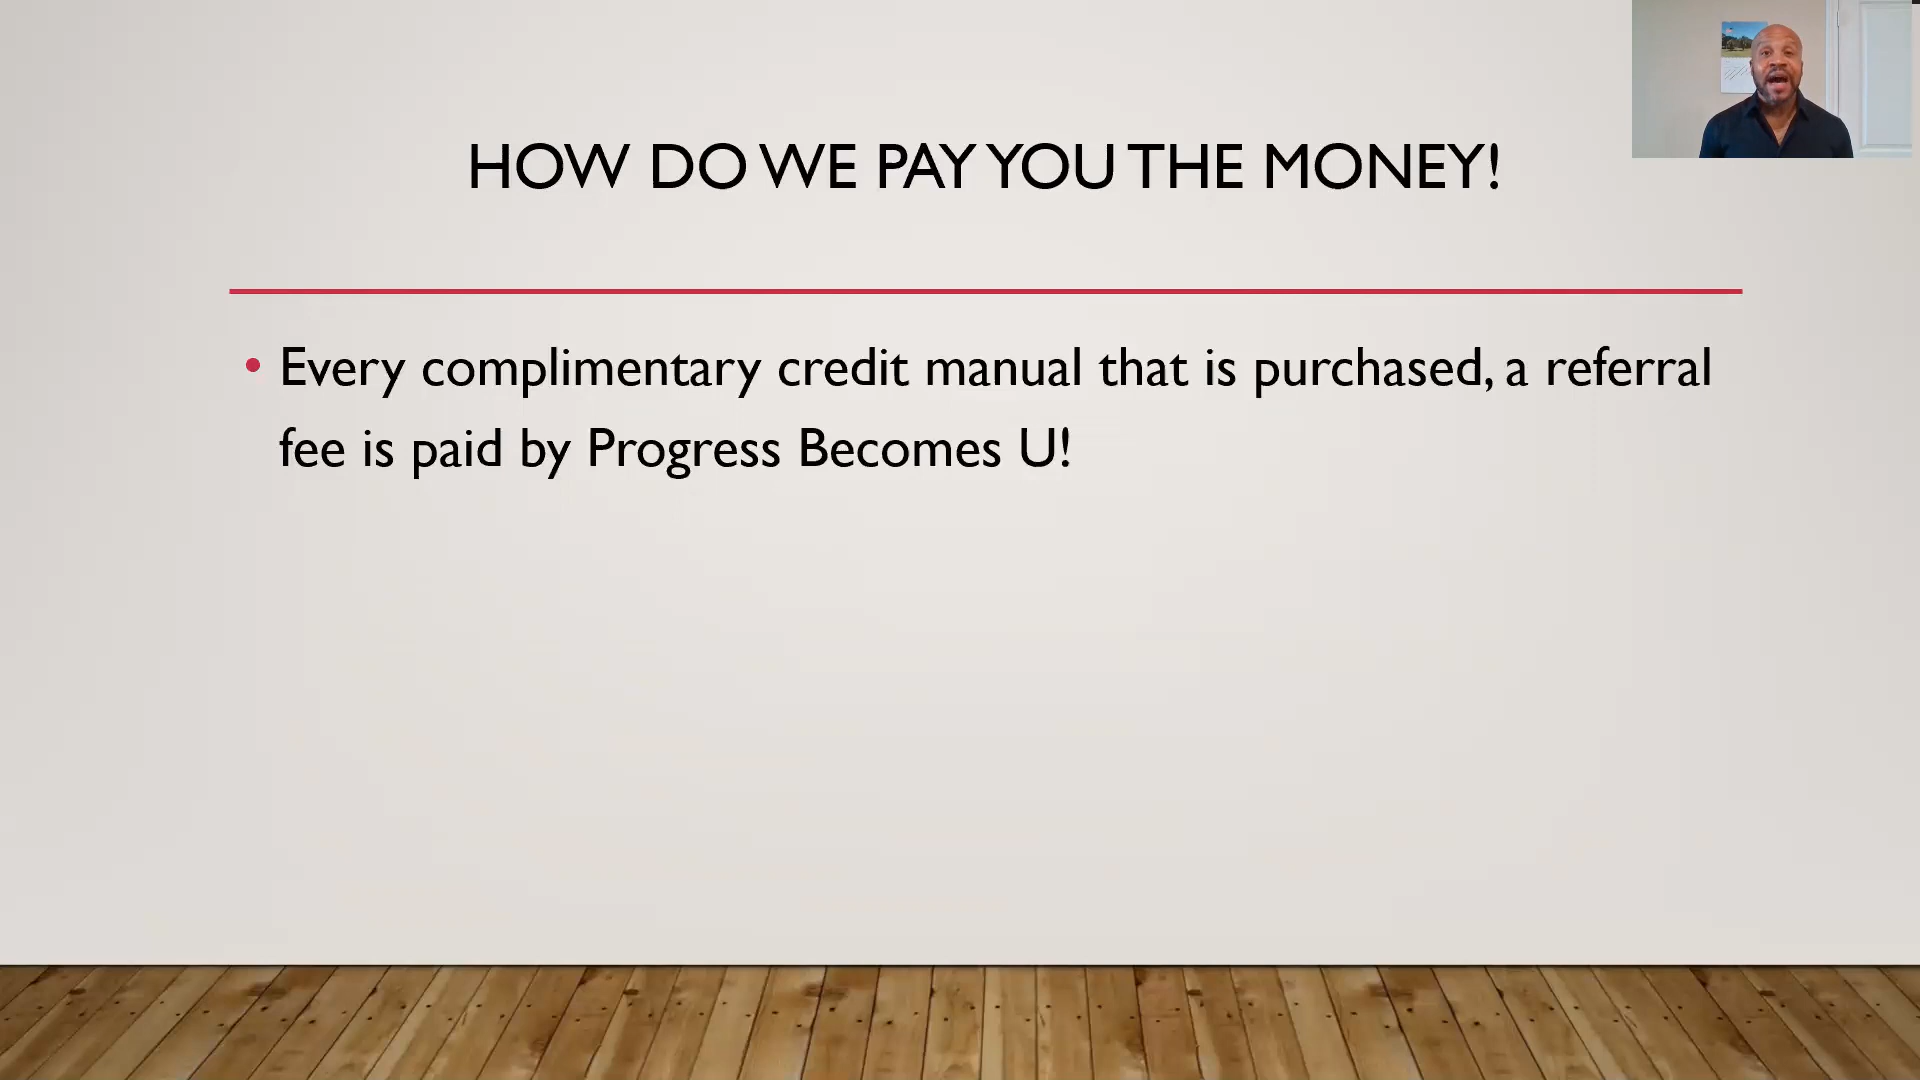 HOW DO WE PAY YOU THE MONEY!
• Every complimentary credit manual that is purchased, a referral
fee is paid by Progress Becomes U!